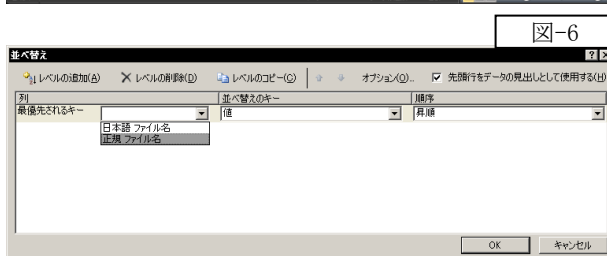 図-6
並べ替え
レベルの追加(A) レベルの削除(D) レベルのコピー(C) オプション(O)... 先頭行をデータの見出しとして使用する(H)
列 並べ替えのキー 順序
最優先されるキー 値 昇順
日本語 ファイル名
正規 ファイル名
OK キャンセル